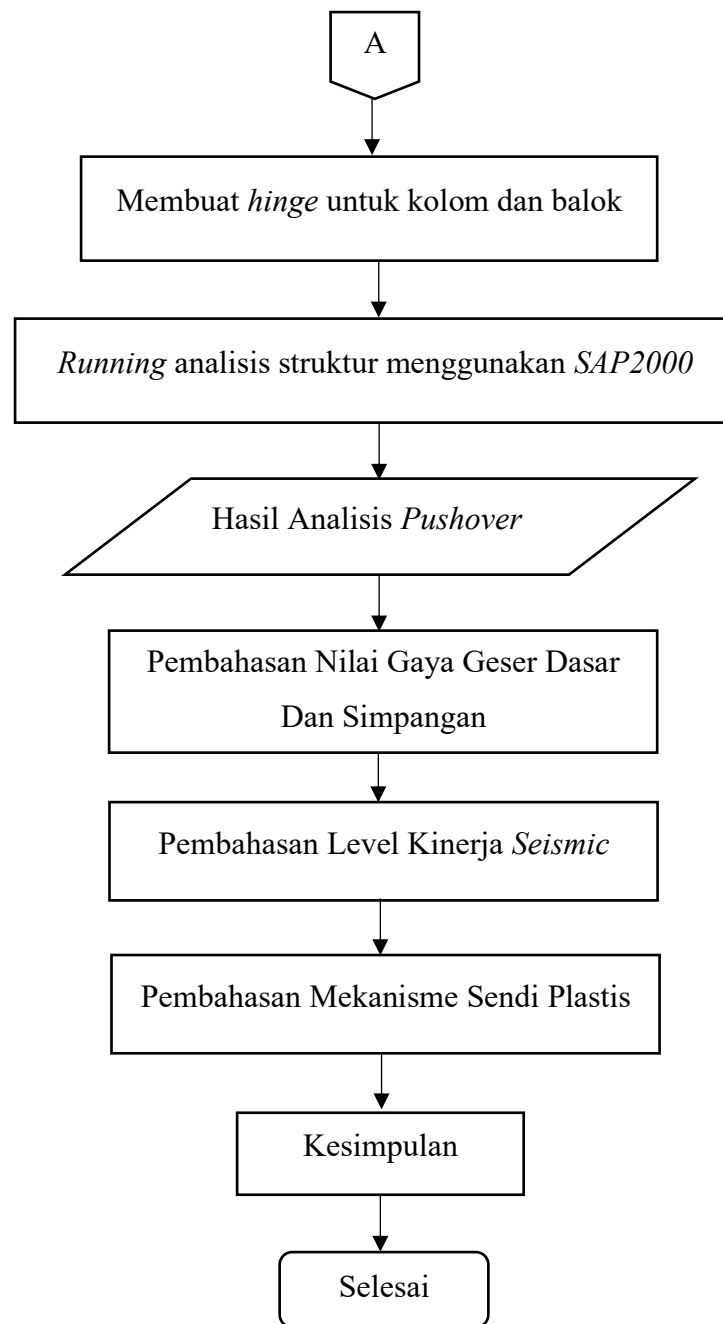 A
Membuat hinge untuk kolom dan balok
Running analisis struktur menggunakan SAP2000
Hasil Analisis Pushover
Pembahasan Nilai Gaya Geser Dasar
Dan Simpangan
Pembahasan Level Kinerja Seismic
Pembahasan Mekanisme Sendi Plastis
Kesimpulan
Selesai